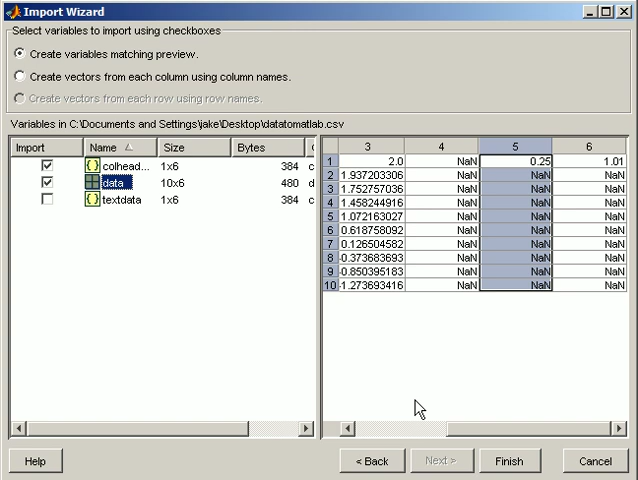 Import Wizard
Select variables to import using checkboxes
Create variables matching preview.
Create vectors from each column using column names.
Create vectors from each row using row names.
Variables in C:\Documents and Settings\jake\Desktop\datatomatlab.csv
Import Name Size Bytes
colhead... 1x6 384 c
data 10x6 480 d
textdata 1x6 384 c
3 4 5 6
1 2.0 NaN 0.25 1.01
2 1.937203306 NaN NaN NaN
3 1.752757036 NaN NaN NaN
4 1.458244916 NaN NaN NaN
5 1.072163027 NaN NaN NaN
6 0.618758092 NaN NaN NaN
7 0.126504582 NaN NaN NaN
8 -0.373683693 NaN NaN NaN
9 -0.850395183 NaN NaN NaN
10 -1.273693416 NaN NaN NaN
Help < Back Next > Finish Cancel